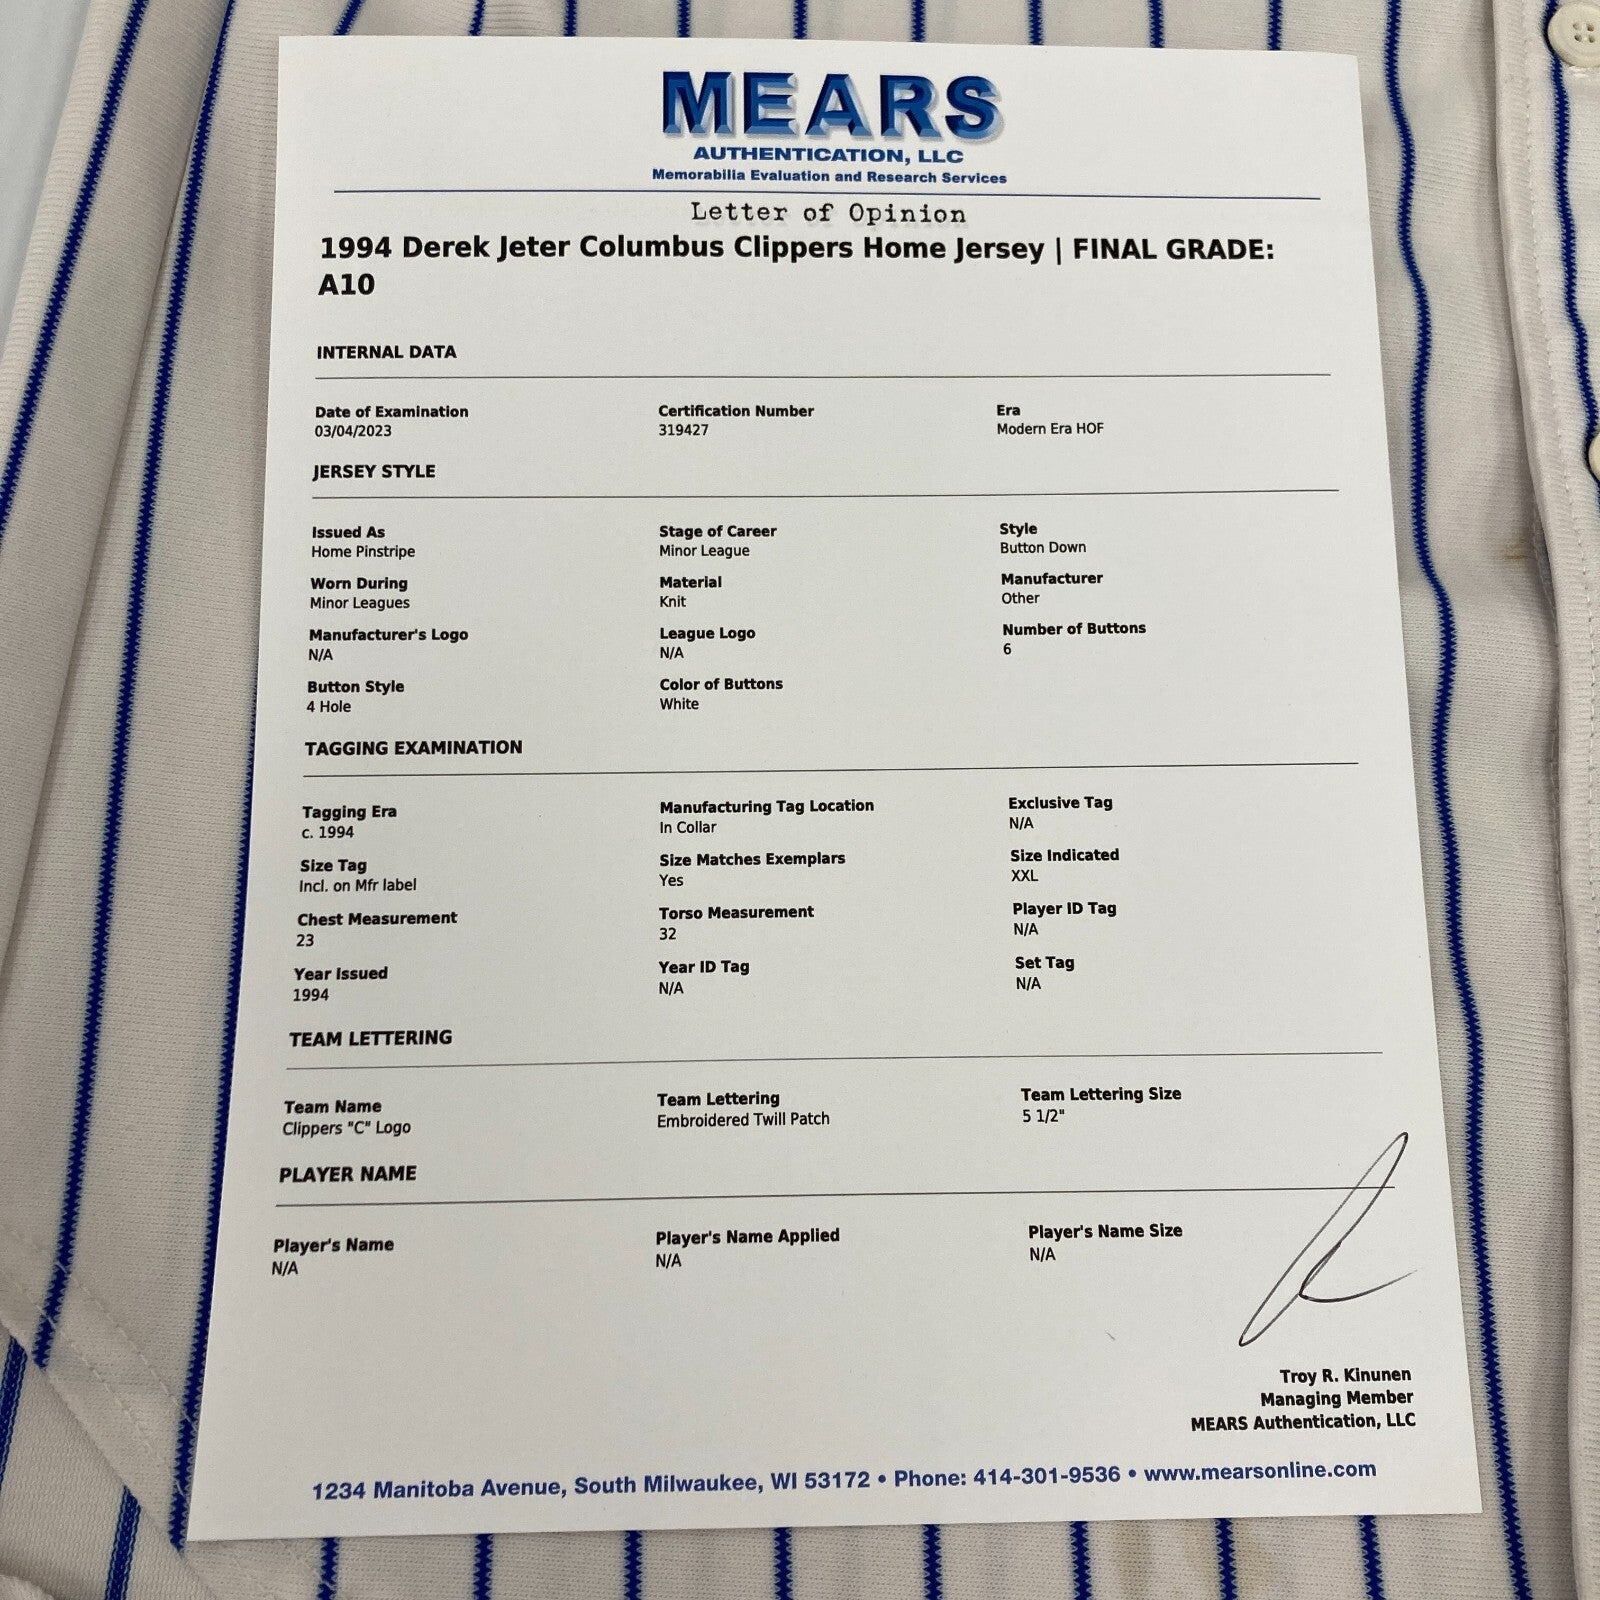 MEARS
AUTHENTICATION, LLC
Memorabilia Evaluation and Research Services
Letter of Opinion
1994 Derek Jeter Columbus Clippers Home Jersey | FINAL GRADE:
A10
INTERNAL DATA
Date of Examination Certification Number Era
03/04/2023 319427 Modern Era HOF
JERSEY STYLE
Issued As Stage of Career Style
Home Pinstripe Minor League Button Down
Worn During Material Manufacturer
Minor Leagues Knit Other
Manufacturer's Logo League Logo Number of Buttons
N/A N/A 6
Button Style Color of Buttons
4 Hole White
TAGGING EXAMINATION
Tagging Era Manufacturing Tag Location Exclusive Tag
c. 1994 In Collar N/A
Size Tag Size Matches Exemplars Size Indicated
Incl. on Mfr label Yes XXL
Chest Measurement Torso Measurement Player ID Tag
23 32 N/A
Year Issued Year ID Tag Set Tag
1994 N/A N/A
TEAM LETTERING
Team Name Team Lettering Team Lettering Size
Clippers "C" Logo Embroidered Twill Patch 5 1/2"
PLAYER NAME
Player's Name Player's Name Applied Player's Name Size
N/A N/A N/A
Troy R. Kinunen
Managing Member
MEARS Authentication, LLC
1234 Manitoba Avenue, South Milwaukee, WI 53172 • Phone: 414-301-9536 • www.mearsonline.com